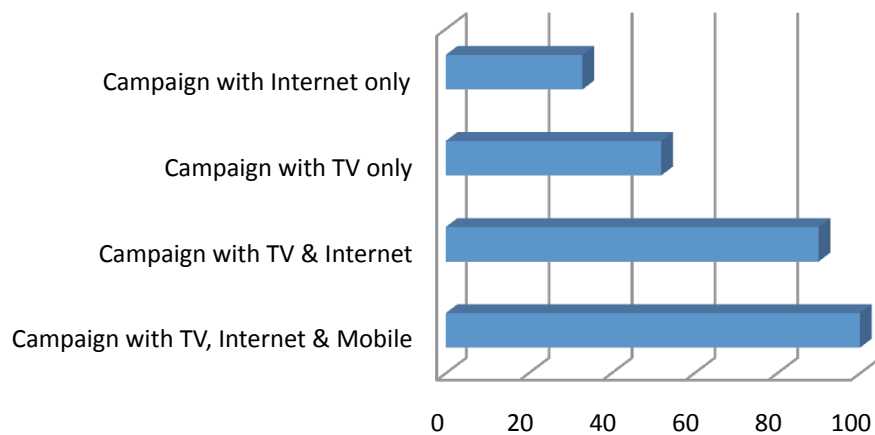 Campaign with Internet only
Campaign with TV only
Campaign with TV & Internet
Campaign with TV, Internet & Mobile
0 20 40 60 80 100